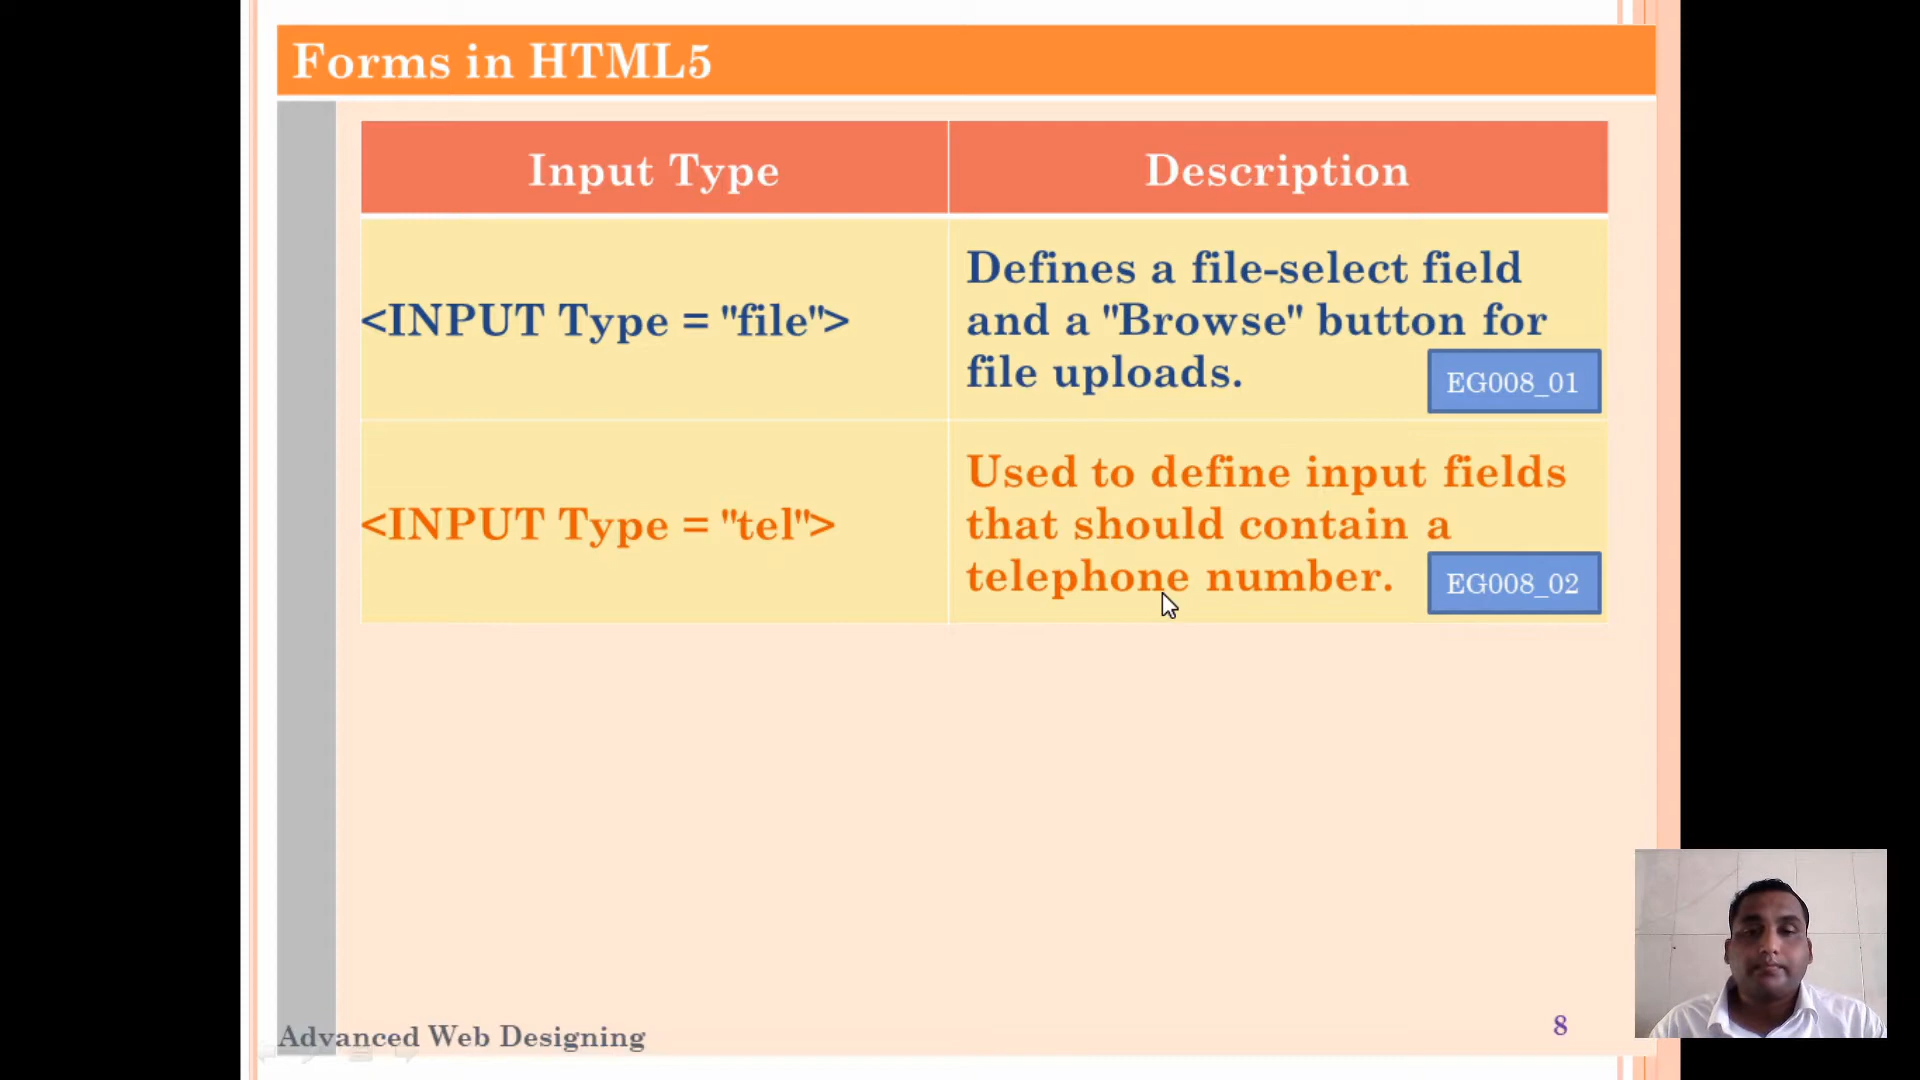 Forms in HTML5
Input Type
Description
<INPUT Type = "file">
Defines a file-select field
and a "Browse" button for
file uploads.
EG008_01
<INPUT Type = "tel">
Used to define input fields
that should contain a
telephone number.
EG008_02
Advanced Web Designing
8